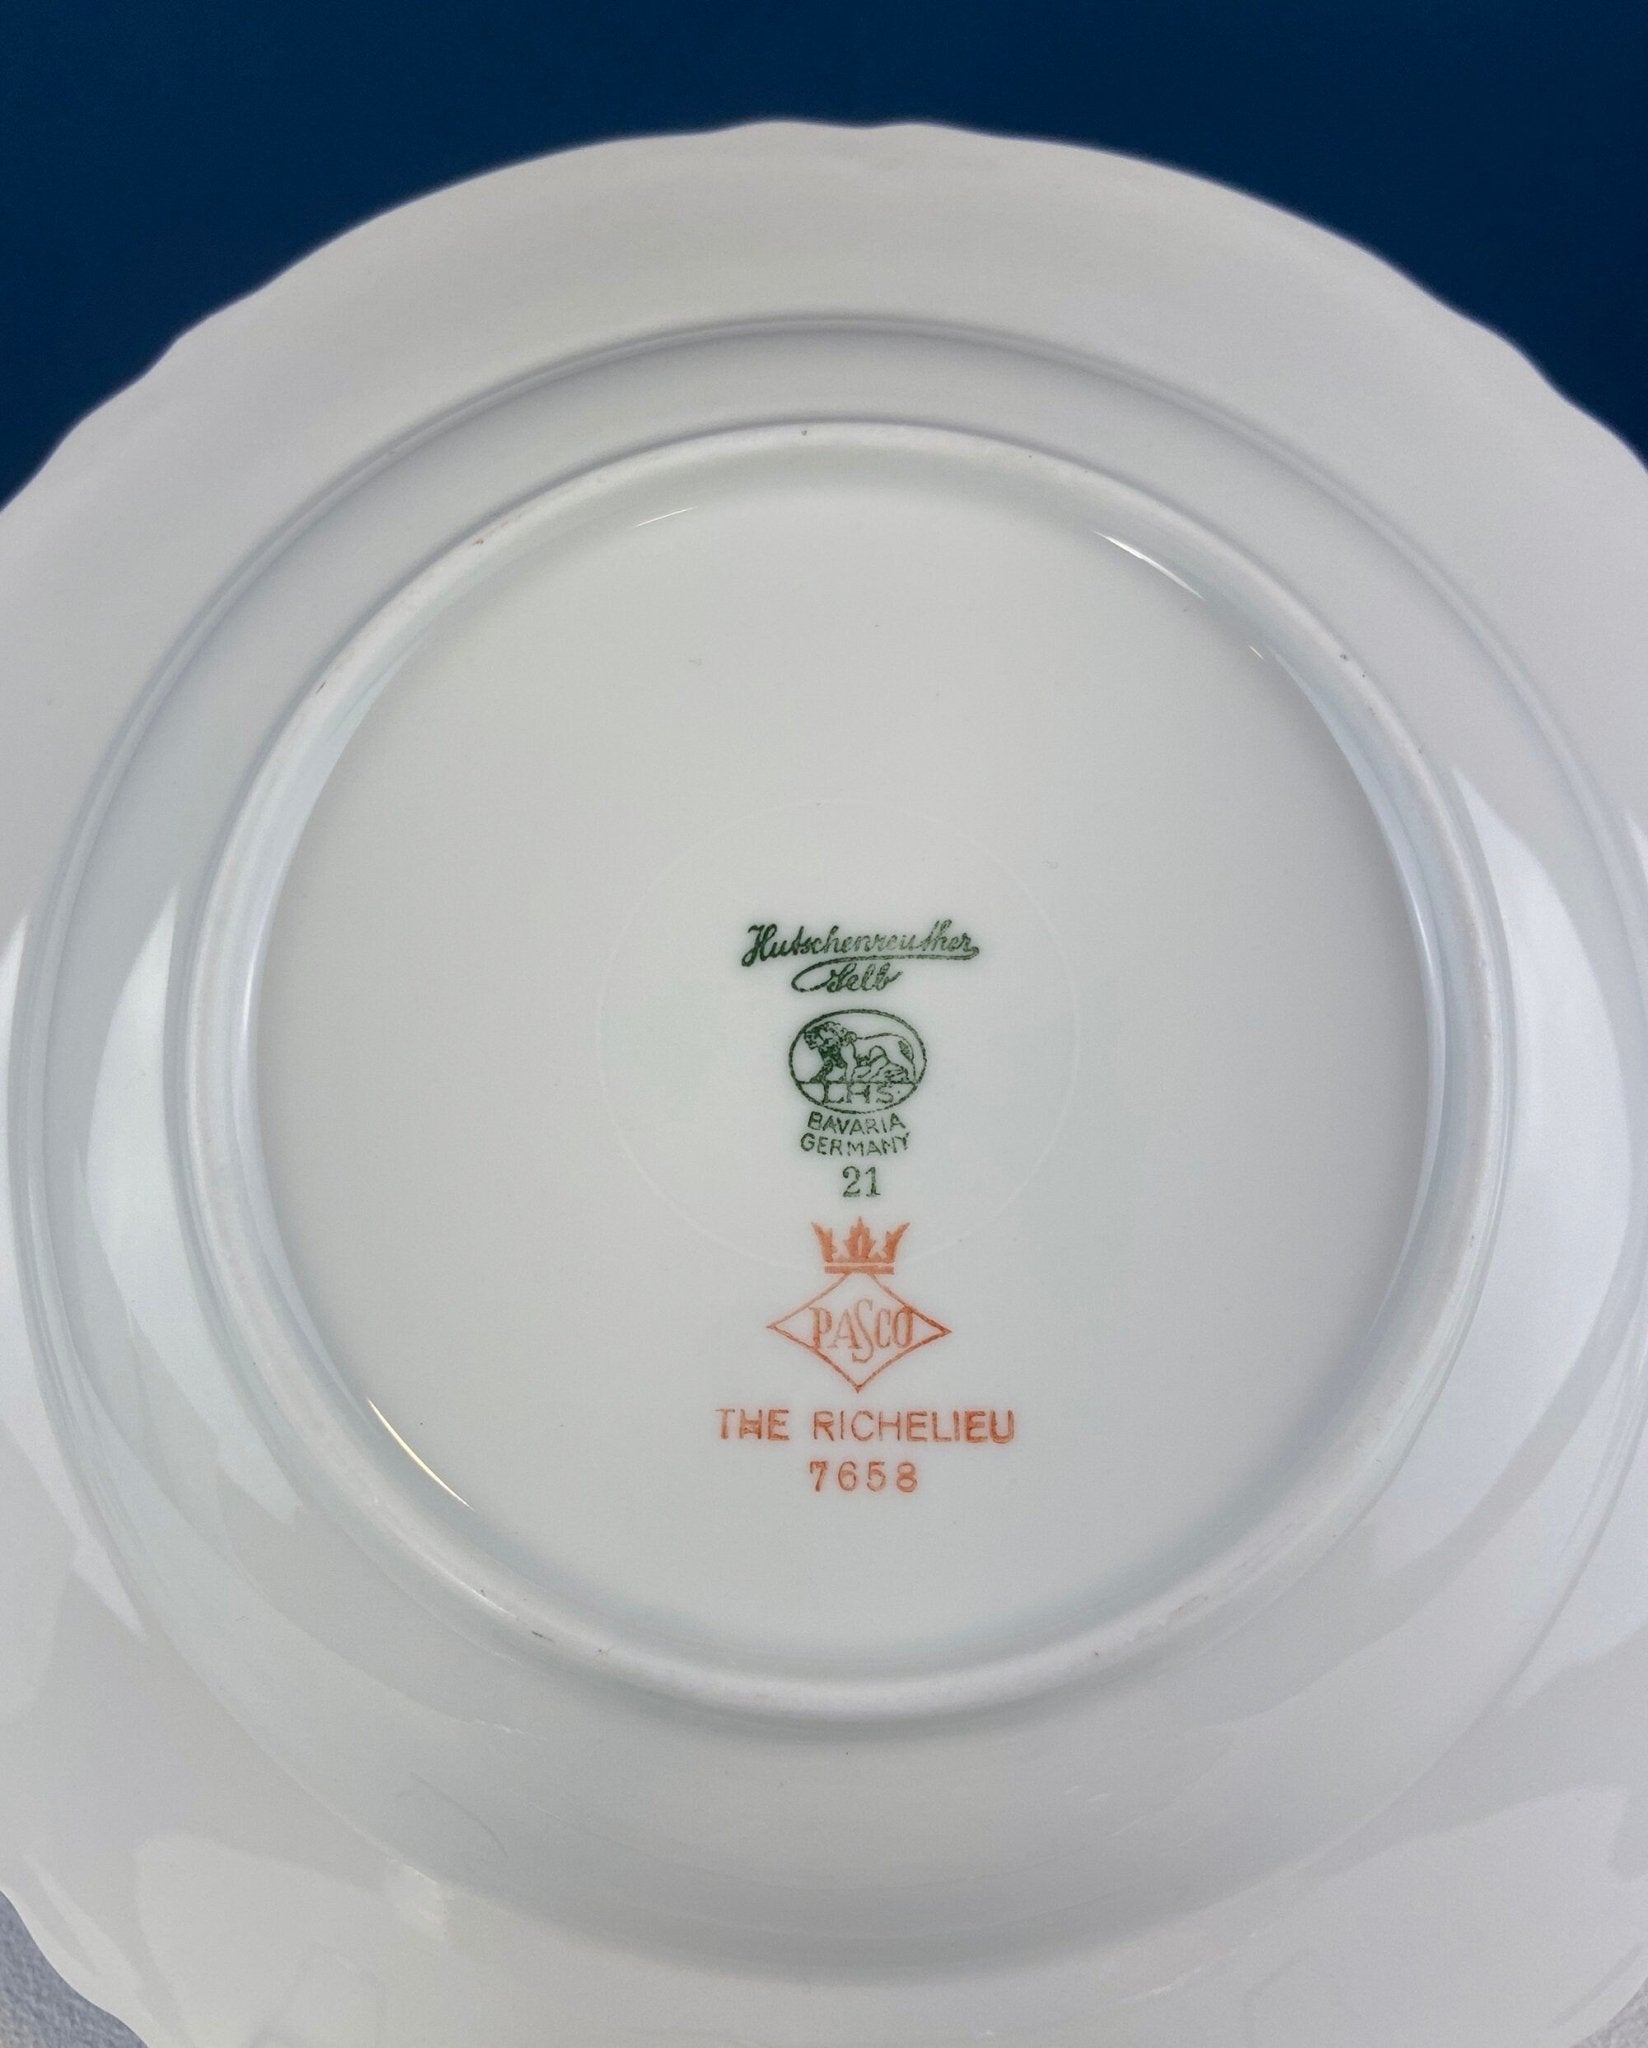 Hutschenreuther
Selb
LHS
BAVARIA
GERMANY
21
PASCO
THE RICHELIEU
7658